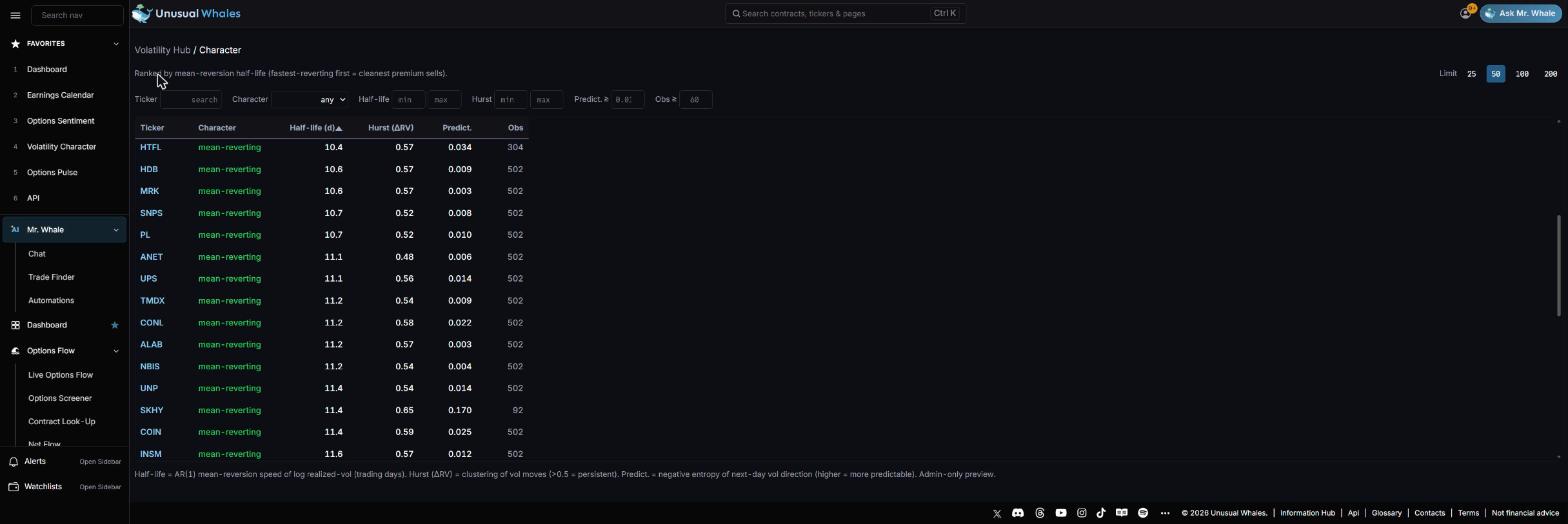 Search nav
Unusual Whales
Search contracts, tickers & pages Ctrl K
9+
Ask Mr. Whale
FAVORITES
1 Dashboard
2 Earnings Calendar
3 Options Sentiment
4 Volatility Character
5 Options Pulse
6 API
AI Mr. Whale
Chat
Trade Finder
Automations
Dashboard
Options Flow
Live Options Flow
Options Screener
Contract Look-Up
Net Flow
Alerts Open Sidebar
Watchlists Open Sidebar
Volatility Hub / Character
Ranked by mean-reversion half-life (fastest-reverting first = cleanest premium sells).
Limit 25 50 100 200
Ticker search Character any Half-life min max Hurst min max Predict. ≥ 0.01 Obs ≥ 60
Ticker Character Half-life (d)▲ Hurst (ΔRV) Predict. Obs
HTFL mean-reverting 10.4 0.57 0.034 304
HDB mean-reverting 10.6 0.57 0.009 502
MRK mean-reverting 10.6 0.57 0.003 502
SNPS mean-reverting 10.7 0.52 0.008 502
PL mean-reverting 10.7 0.52 0.010 502
ANET mean-reverting 11.1 0.48 0.006 502
UPS mean-reverting 11.1 0.56 0.014 502
TMDX mean-reverting 11.2 0.54 0.009 502
CONL mean-reverting 11.2 0.58 0.022 502
ALAB mean-reverting 11.2 0.57 0.003 502
NBIS mean-reverting 11.2 0.54 0.004 502
UNP mean-reverting 11.4 0.54 0.014 502
SKHY mean-reverting 11.4 0.65 0.170 92
COIN mean-reverting 11.4 0.59 0.025 502
INSM mean-reverting 11.6 0.57 0.012 502
Half-life = AR(1) mean-reversion speed of log realized-vol (trading days). Hurst (ΔRV) = clustering of vol moves (>0.5 = persistent). Predict. = negative entropy of next-day vol direction (higher = more predictable). Admin-only preview.
© 2026 Unusual Whales. | Information Hub | Api | Glossary | Contacts | Terms | Not financial advice